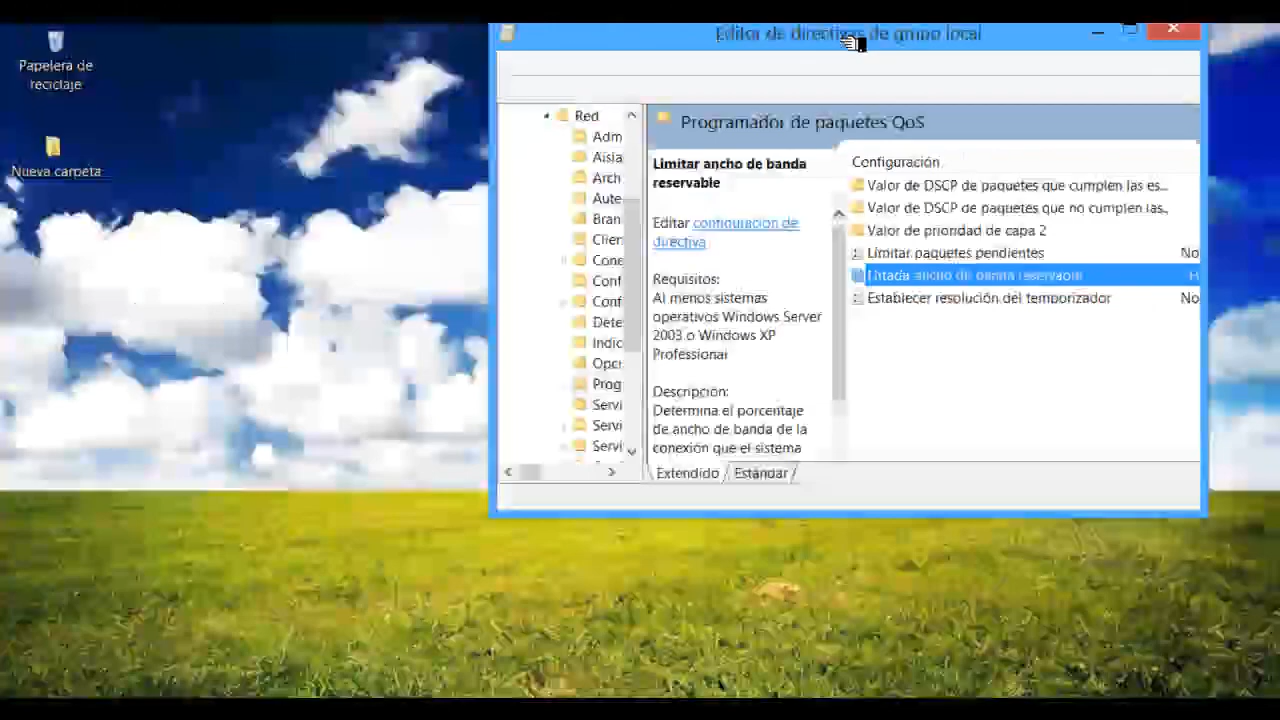 Papelera de
reciclaje
Nueva carpeta
Editor de directivas de grupo local
Red
Adm
Aisla
Arch
Aute
Bran
Clien
Cone
Conf
Conf
Dete
Indic
Opci
Prog
Servi
Servi
Servi
Programador de paquetes QoS
Limitar ancho de banda
reservable
Editar configuración de
directiva
Requisitos:
Al menos sistemas
operativos Windows Server
2003 o Windows XP
Professional
Descripción:
Determina el porcentaje
de ancho de banda de la
conexión que el sistema
Configuración
Valor de DSCP de paquetes que cumplen las es...
Valor de DSCP de paquetes que no cumplen las...
Valor de prioridad de capa 2
Limitar paquetes pendientes No
ancho de banda reservable H
Establecer resolución del temporizador No
Extendido
Estándar